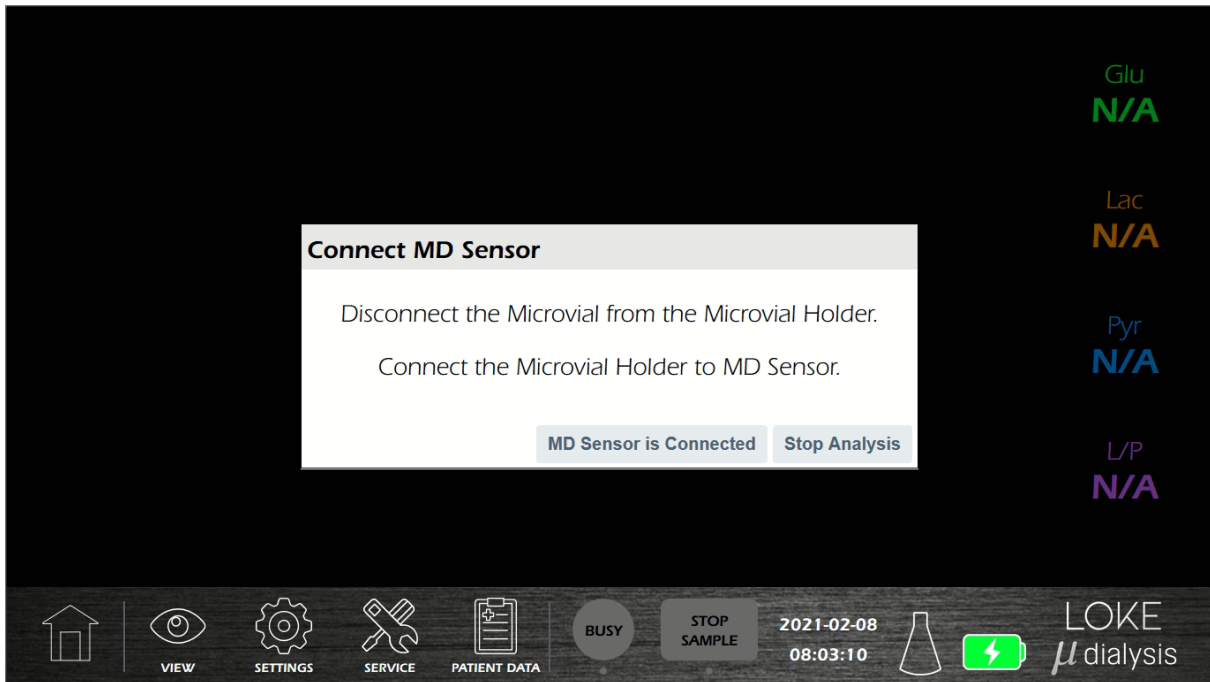 Glu
N/A
Lac
N/A
Connect MD Sensor
Disconnect the Microvial from the Microvial Holder.
Connect the Microvial Holder to MD Sensor.
Pyr
N/A
MD Sensor is Connected
Stop Analysis
L/P
N/A
VIEW
SETTINGS
SERVICE
PATIENT DATA
BUSY
STOP
SAMPLE
2021-02-08
08:03:10
LOKE
μ dialysis